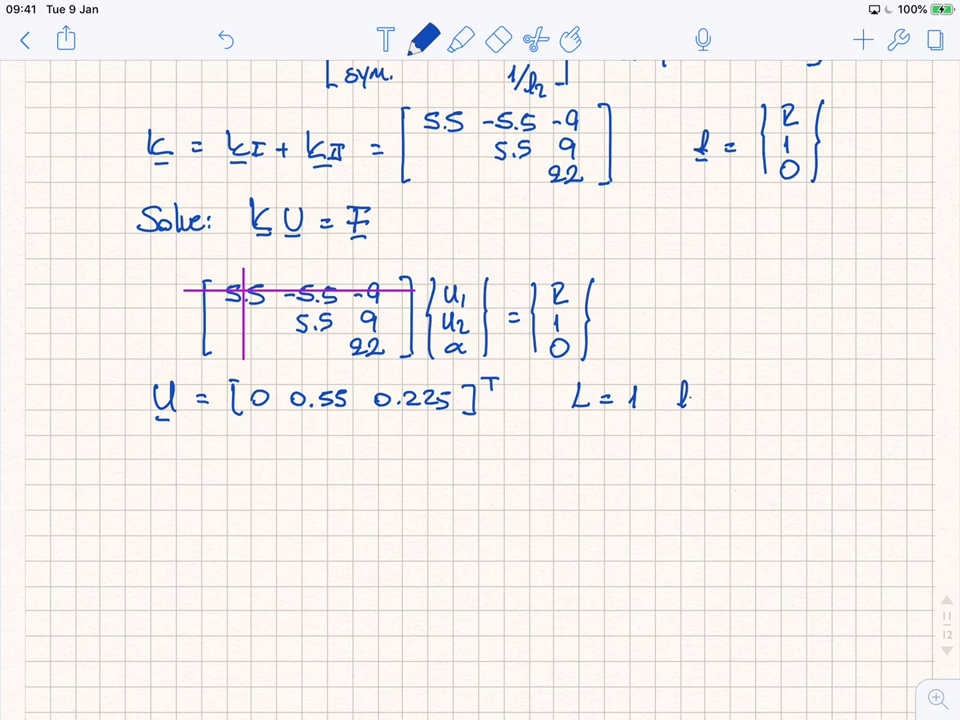 09:41 Tue 9 Jan 100%
[sym. 1/l2]
k = kI + kII = [5.5 -5.5 -9
5.5 9
22] f = {R
1
0}
Solve: K U = F
[5.5 -5.5 -9
5.5 9
22] {U1
U2
α} = {R
1
0}
U = [0 0.55 0.225]T L = 1 l
11
12